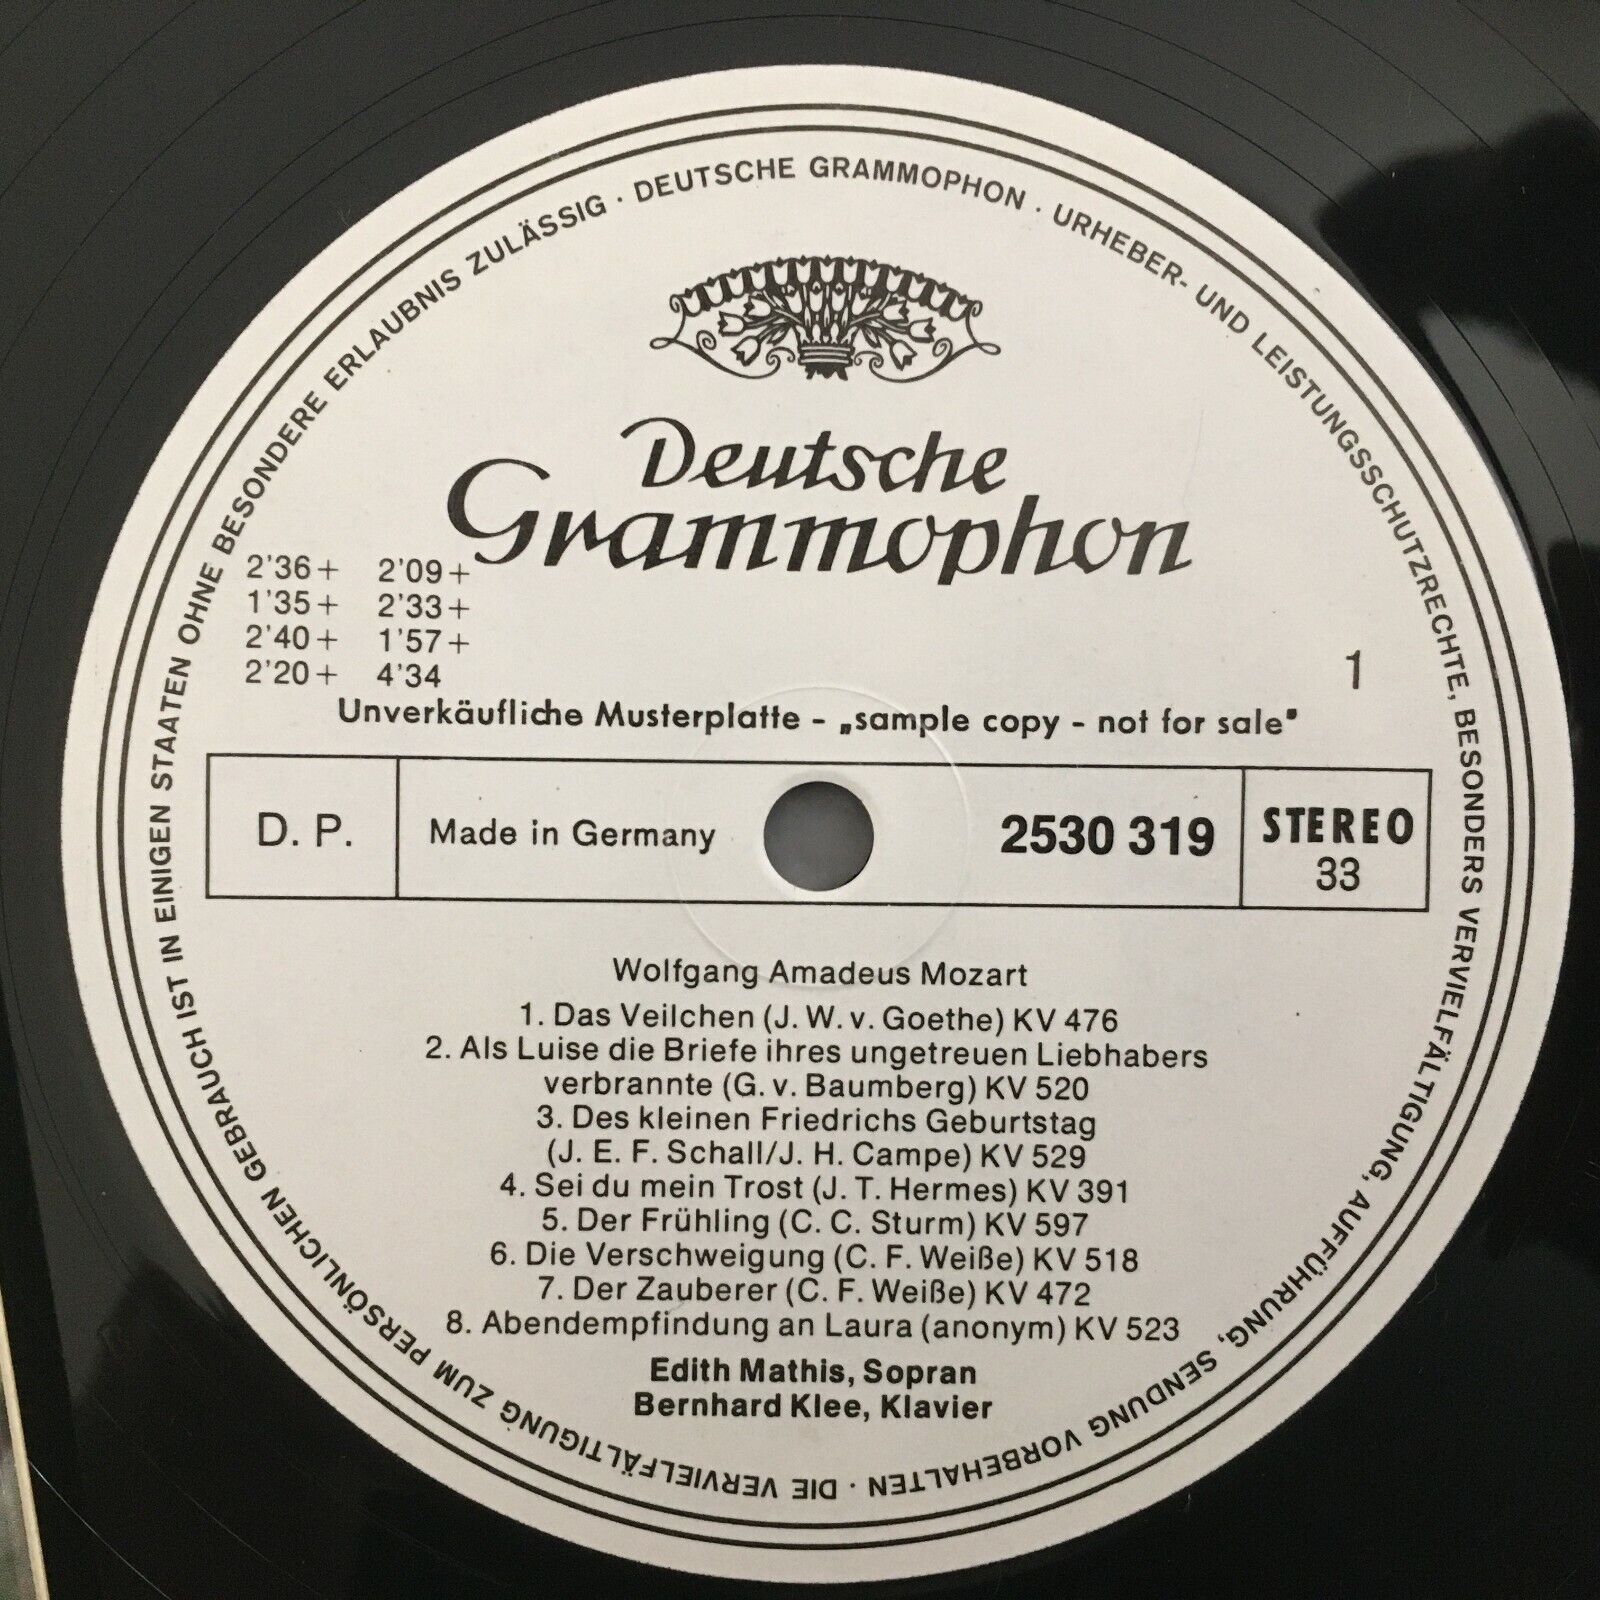 DEUTSCHE GRAMMOPHON · URHEBER- UND LEISTUNGSSCHUTZRECHTE, BESONDERS VERVIELFÄLTIGUNG, AUFFÜHRUNG, SENDUNG VORBEHALTEN · DIE VERVIELFÄLTIGUNG ZUM PERSÖNLICHEN GEBRAUCH IST IN EINIGEN STAATEN OHNE BESONDERE ERLAUBNIS ZULÄSSIG ·
Deutsche
Grammophon
2'36+ 2'09+
1'35+ 2'33+
2'40+ 1'57+
2'20+ 4'34
1
Unverkäufliche Musterplatte - „sample copy - not for sale"
D. P. Made in Germany 2530 319 STEREO
33
Wolfgang Amadeus Mozart
1. Das Veilchen (J. W. v. Goethe) KV 476
2. Als Luise die Briefe ihres ungetreuen Liebhabers
verbrannte (G. v. Baumberg) KV 520
3. Des kleinen Friedrichs Geburtstag
(J. E. F. Schall/J. H. Campe) KV 529
4. Sei du mein Trost (J. T. Hermes) KV 391
5. Der Frühling (C. C. Sturm) KV 597
6. Die Verschweigung (C. F. Weiße) KV 518
7. Der Zauberer (C. F. Weiße) KV 472
8. Abendempfindung an Laura (anonym) KV 523
Edith Mathis, Sopran
Bernhard Klee, Klavier